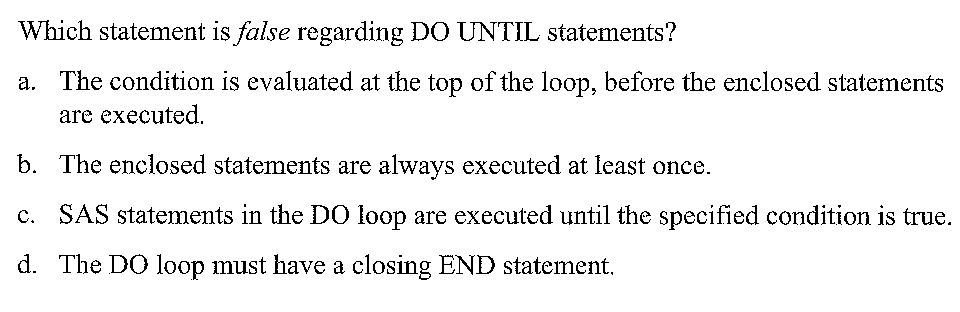 Which statement is false regarding DO UNTIL statements?
a. The condition is evaluated at the top of the loop, before the enclosed statements
are executed.
b. The enclosed statements are always executed at least once.
c. SAS statements in the DO loop are executed until the specified condition is true.
d. The DO loop must have a closing END statement.